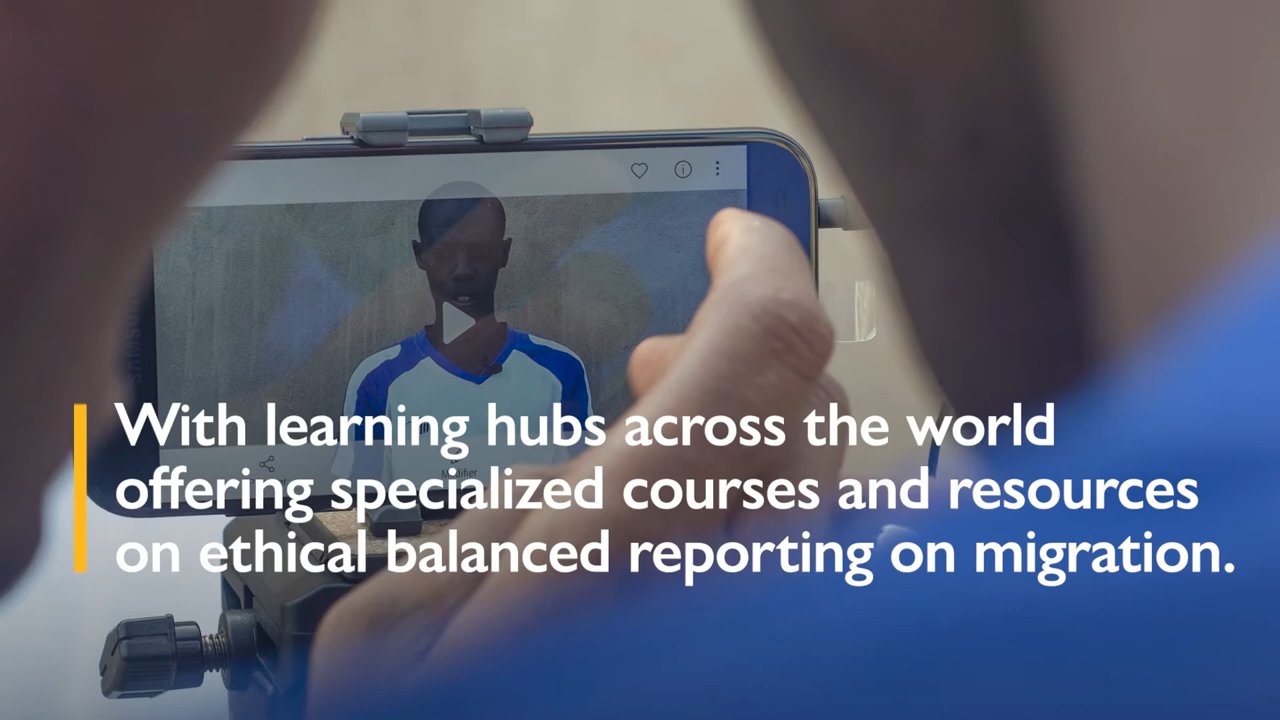 Modifier
With learning hubs across the world
offering specialized courses and resources
on ethical balanced reporting on migration.